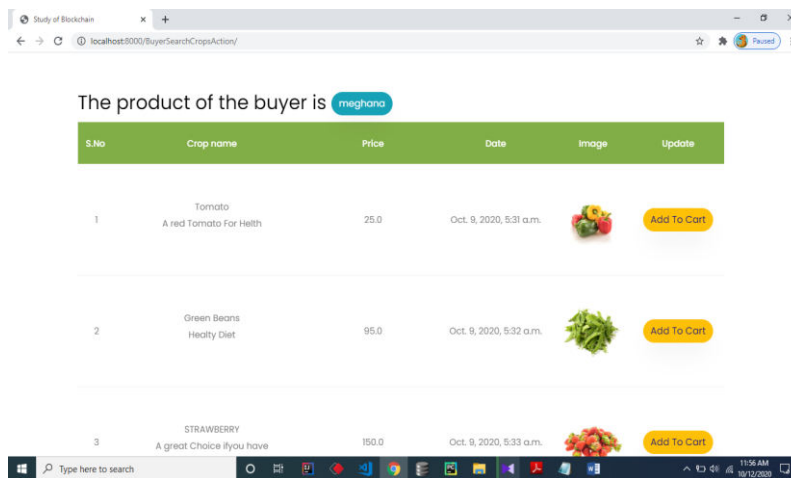 Study of Blockchain
localhost:8000/BuyerSearchCropsAction/
Paused
The product of the buyer is meghana
S.No Crop name Price Date Image Update
1 Tomato 25.0 Oct. 9, 2020, 5:31 a.m. Add To Cart
A red Tomato For Helth
2 Green Beans 95.0 Oct. 9, 2020, 5:32 a.m. Add To Cart
Healty Diet
3 STRAWBERRY 150.0 Oct. 9, 2020, 5:33 a.m. Add To Cart
A great Choice ifyou have
Type here to search
11:56 AM
10/12/2020